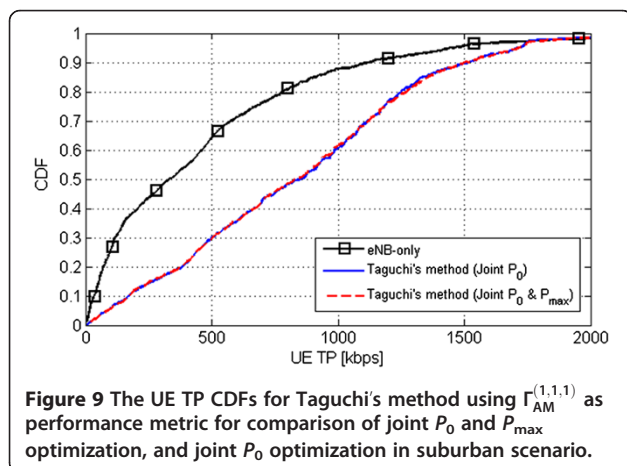 1
0.9
0.8
0.7
0.6
0.5
0.4
0.3
0.2
0.1
0
CDF
0 500 1000 1500 2000
UE TP [kbps]
eNB-only
Taguchi's method (Joint P₀)
Taguchi's method (Joint P₀ & Pₘₐₓ)
Figure 9 The UE TP CDFs for Taguchi's method using Γ_AM^(1,1,1) as
performance metric for comparison of joint P₀ and Pₘₐₓ
optimization, and joint P₀ optimization in suburban scenario.